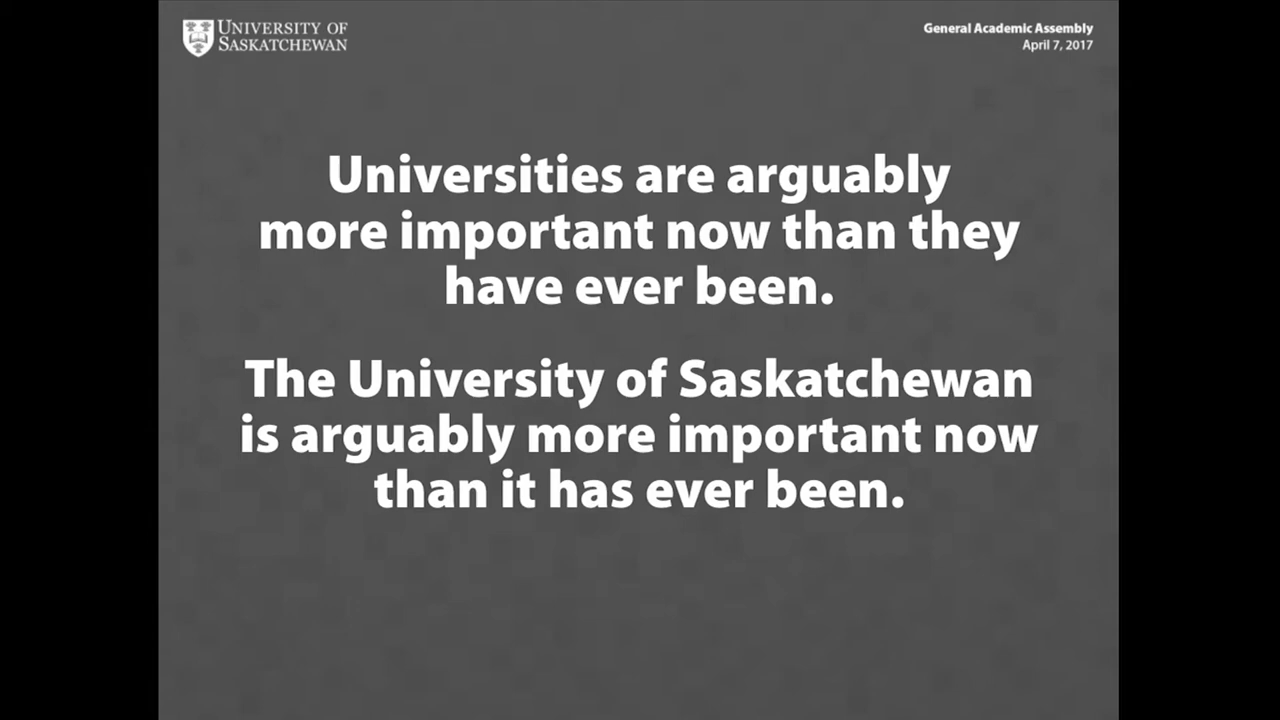 UNIVERSITY OF
SASKATCHEWAN
General Academic Assembly
April 7, 2017
Universities are arguably
more important now than they
have ever been.
The University of Saskatchewan
is arguably more important now
than it has ever been.